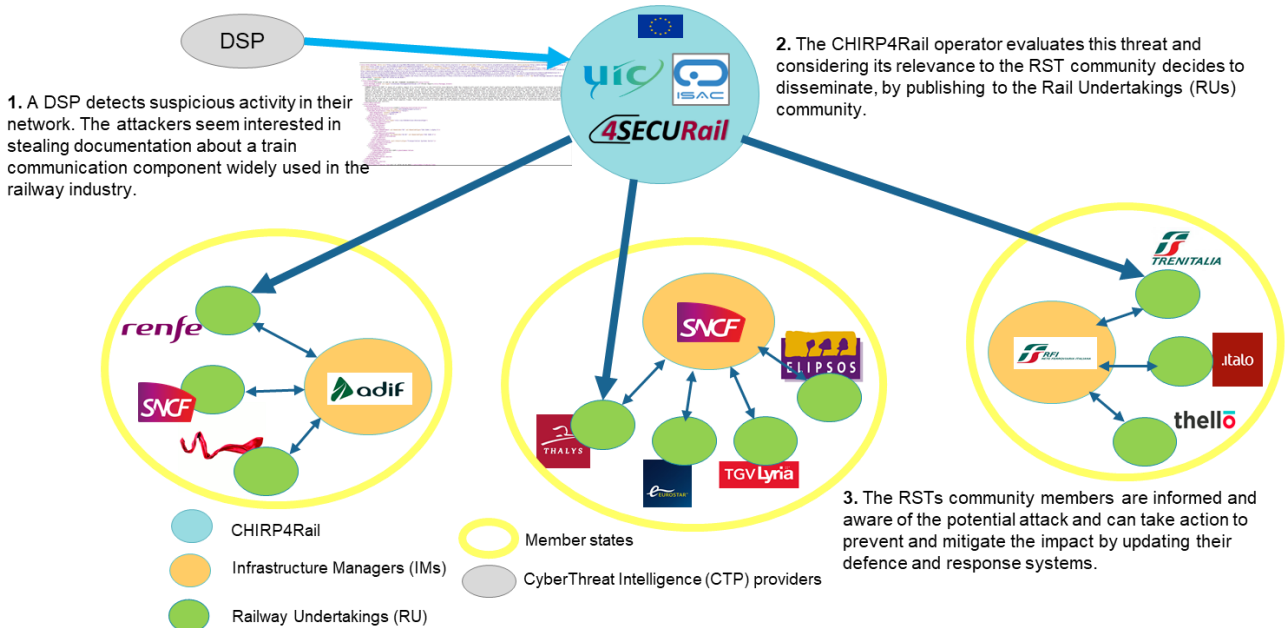 DSP
1. A DSP detects suspicious activity in their
network. The attackers seem interested in
stealing documentation about a train
communication component widely used in the
railway industry.
uic
ISAC
4SECURail
2. The CHIRP4Rail operator evaluates this threat and
considering its relevance to the RST community decides to
disseminate, by publishing to the Rail Undertakings (RUs)
community.
renfe
SNCF
adif
SNCF
ELIPSOS
THALYS
EUROSTAR
TGV Lyria
TRENITALIA
RFI
.italo
thellō
3. The RSTs community members are informed and
aware of the potential attack and can take action to
prevent and mitigate the impact by updating their
defence and response systems.
CHIRP4Rail
Infrastructure Managers (IMs)
Railway Undertakings (RU)
Member states
CyberThreat Intelligence (CTP) providers